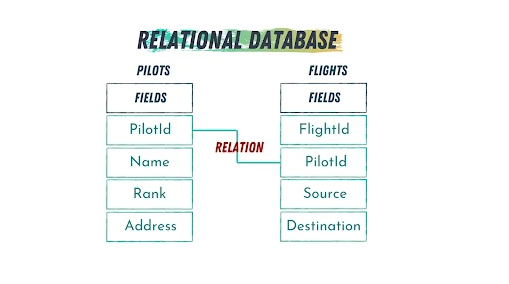 RELATIONAL DATABASE
PILOTS
FLIGHTS
FIELDS
FIELDS
PilotId
FlightId
RELATION
Name
PilotId
Rank
Source
Address
Destination